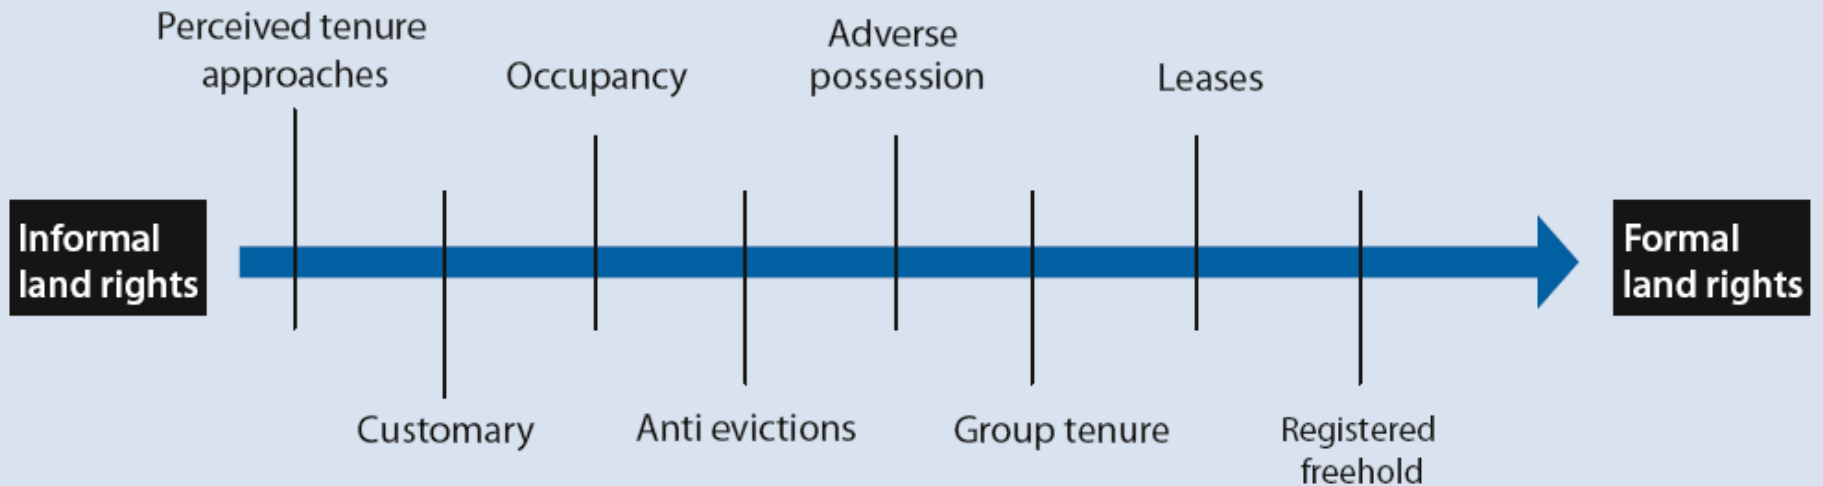 Perceived tenure
approaches
Occupancy
Adverse
possession
Leases
Informal
land rights
Formal
land rights
Customary
Anti evictions
Group tenure
Registered
freehold